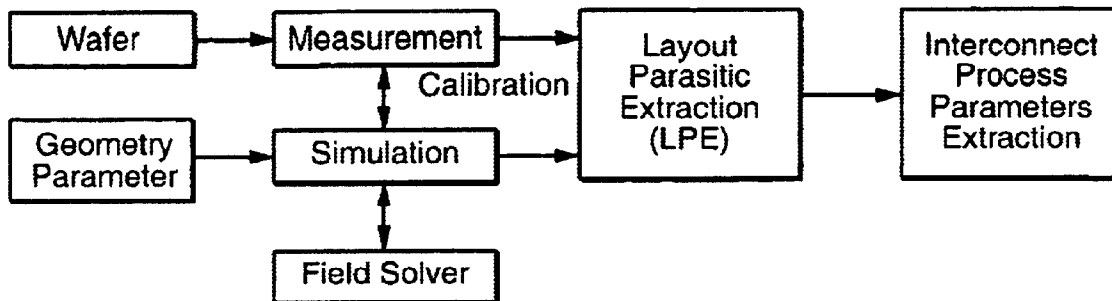 Wafer
Measurement
Calibration
Geometry
Parameter
Simulation
Field Solver
Layout
Parasitic
Extraction
(LPE)
Interconnect
Process
Parameters
Extraction